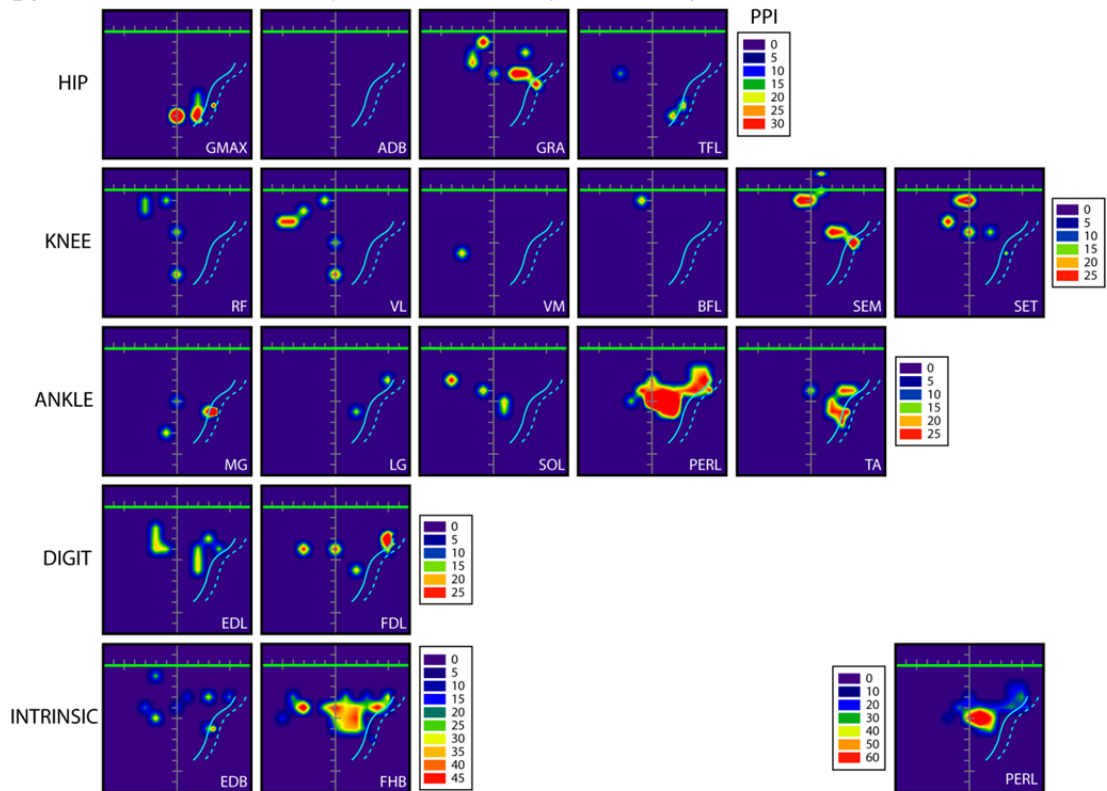 PPI
HIP
GMAX
ADB
GRA
TFL
0
5
10
15
20
25
30
KNEE
RF
VL
VM
BFL
SEM
SET
0
5
10
15
20
25
ANKLE
MG
LG
SOL
PERL
TA
0
5
10
15
20
25
DIGIT
EDL
FDL
0
5
10
15
20
25
INTRINSIC
EDB
FHB
0
5
10
15
20
25
30
35
40
45
0
10
20
30
40
50
60
PERL